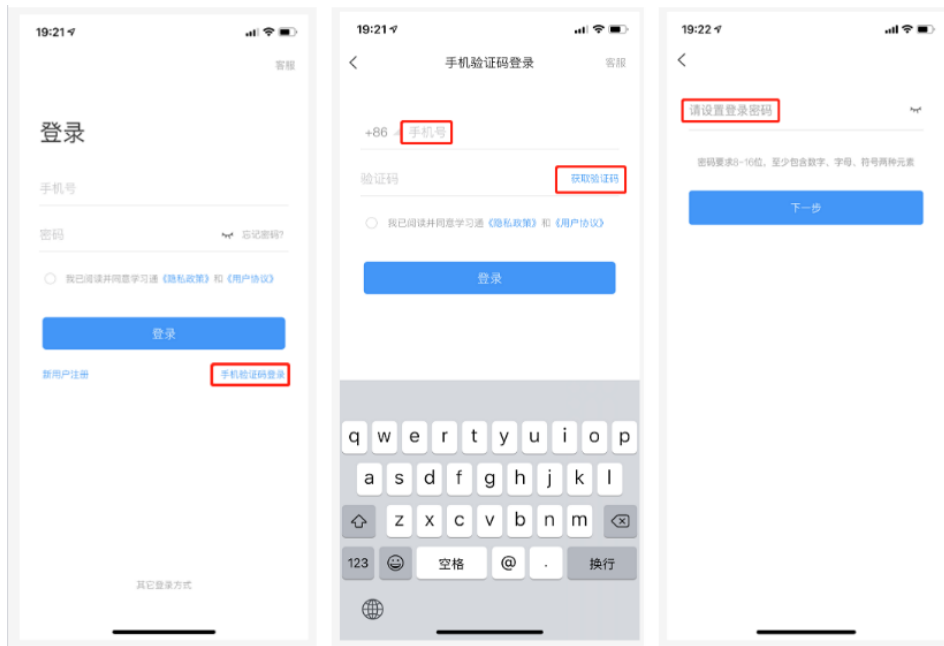 19:21
客服
登录
手机号
密码
忘记密码?
我已阅读并同意学习通《隐私政策》和《用户协议》
登录
新用户注册
手机验证码登录
其它登录方式
19:21
手机验证码登录
客服
+86
手机号
验证码
获取验证码
我已阅读并同意学习通《隐私政策》和《用户协议》
登录
q w e r t y u i o p
a s d f g h j k l
z x c v b n m
123 空格 @ . 换行
19:22
请设置登录密码
密码要求8-16位，至少包含数字、字母、符号两种元素
下一步